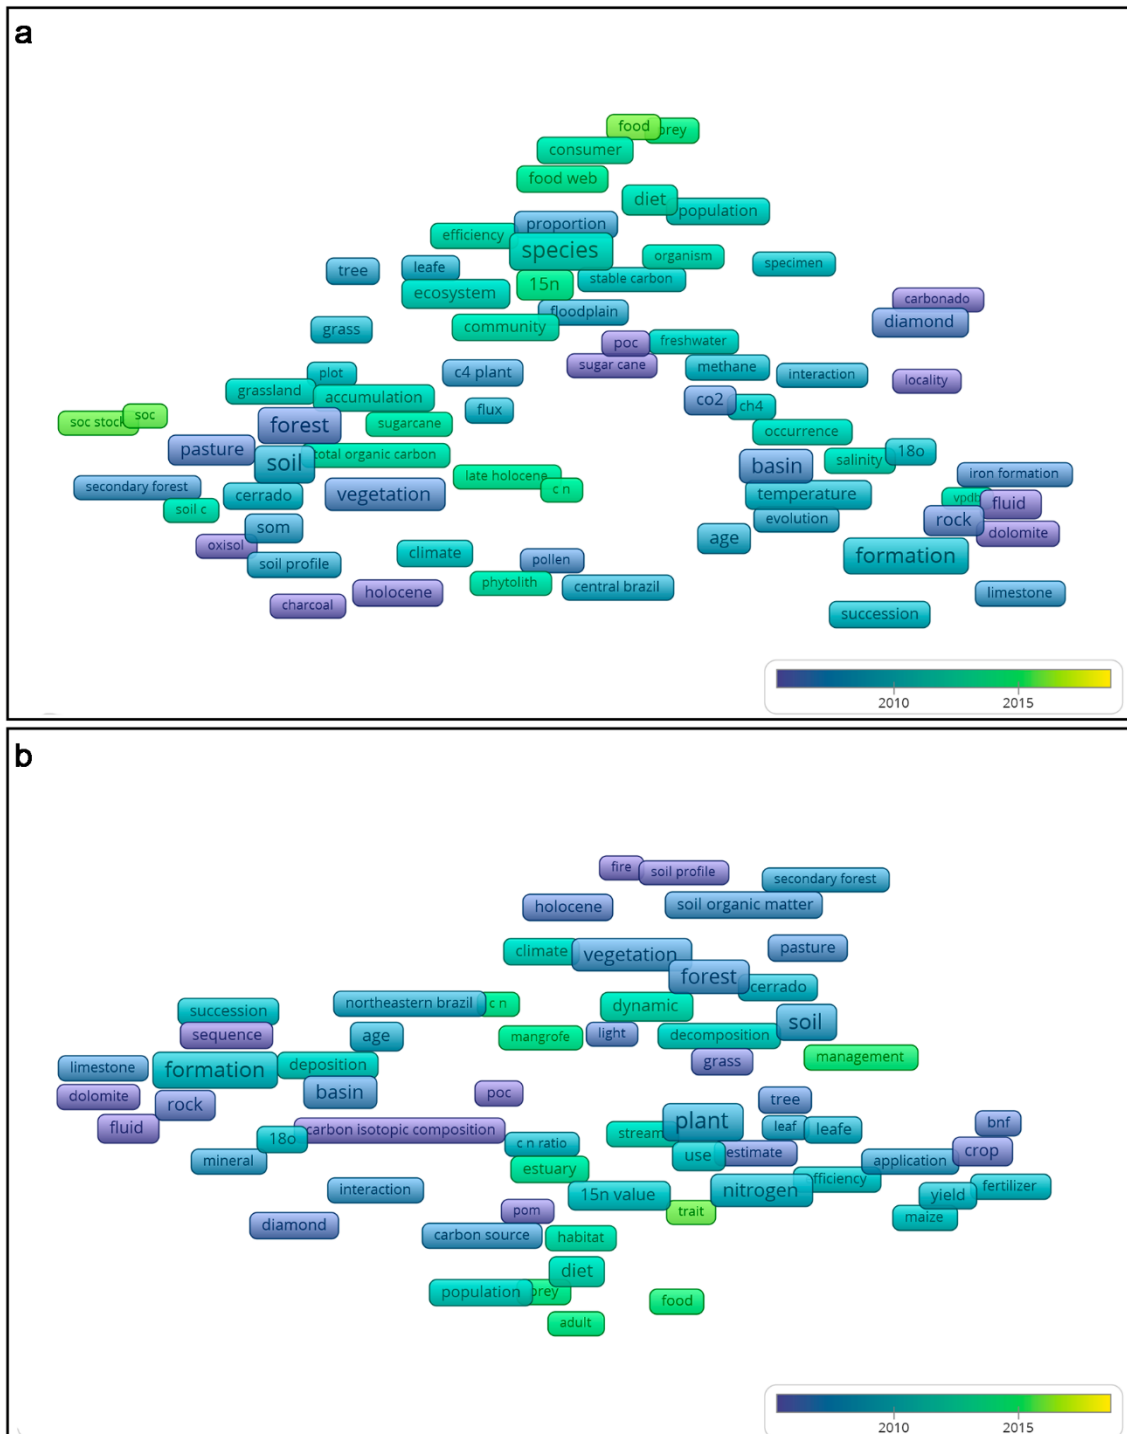 a
food
prey
consumer
food web
diet
population
proportion
efficiency
species
organism
tree
leafe
stable carbon
specimen
15n
ecosystem
carbonado
floodplain
diamond
grass
community
poc
freshwater
sugar cane
methane
plot
c4 plant
interaction
locality
grassland
accumulation
co2
ch4
soc
soc stock
flux
forest
sugarcane
occurrence
pasture
total organic carbon
18o
soil
salinity
basin
late holocene
iron formation
secondary forest
cerrado
vegetation
c n
temperature
vpdb
fluid
soil c
som
evolution
rock
dolomite
oxisol
age
climate
pollen
formation
soil profile
phytolith
central brazil
holocene
limestone
charcoal
succession
2010
2015
b
fire
soil profile
secondary forest
holocene
soil organic matter
climate
vegetation
pasture
forest
cerrado
northeastern brazil
c n
dynamic
succession
soil
sequence
age
mangrofe
light
decomposition
limestone
formation
deposition
grass
management
dolomite
rock
basin
poc
tree
fluid
18o
carbon isotopic composition
plant
leaf
leafe
bnf
stream
c n ratio
use
estimate
crop
mineral
estuary
application
interaction
15n value
nitrogen
efficiency
yield
fertilizer
diamond
pom
trait
maize
carbon source
habitat
diet
population
prey
food
adult
2010
2015